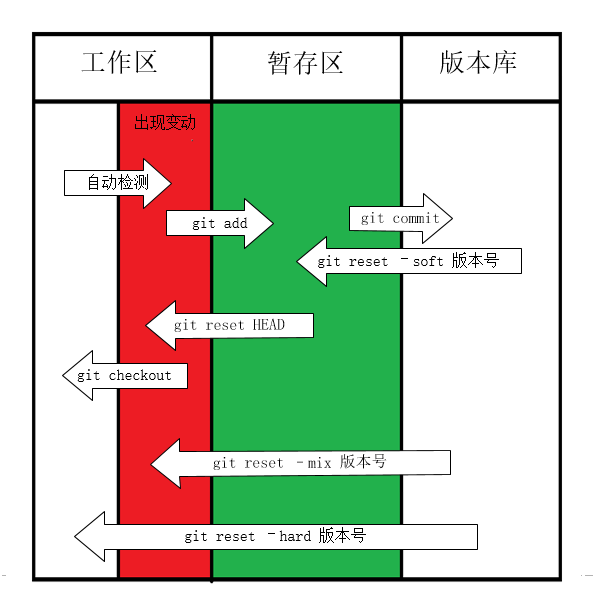 工作区
暂存区
版本库
出现变动
自动检测
git add
git commit
git reset -soft 版本号
git reset HEAD
git checkout
git reset -mix 版本号
git reset -hard 版本号